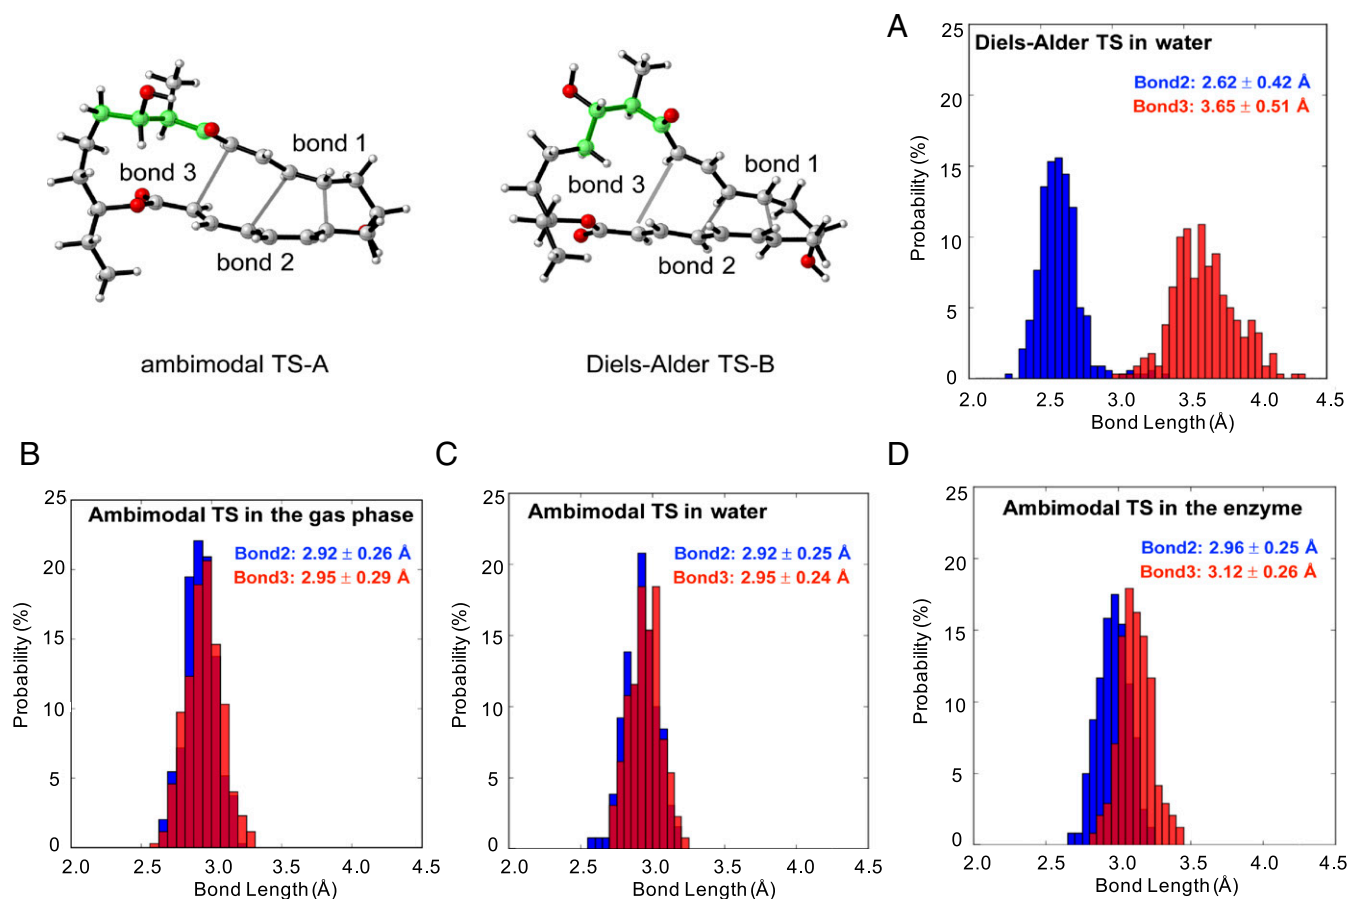 bond 1
bond 3
bond 2
ambimodal TS-A
bond 1
bond 3
bond 2
Diels-Alder TS-B
A
Diels-Alder TS in water
Bond2: 2.62 ± 0.42 Å
Bond3: 3.65 ± 0.51 Å
Probability (%)
25
20
15
10
5
0
2.0 2.5 3.0 3.5 4.0 4.5
Bond Length (Å)
B
Ambimodal TS in the gas phase
Bond2: 2.92 ± 0.26 Å
Bond3: 2.95 ± 0.29 Å
Probability (%)
25
20
15
10
5
0
2.0 2.5 3.0 3.5 4.0 4.5
Bond Length (Å)
C
Ambimodal TS in water
Bond2: 2.92 ± 0.25 Å
Bond3: 2.95 ± 0.24 Å
Probability (%)
25
20
15
10
5
0
2.0 2.5 3.0 3.5 4.0 4.5
Bond Length (Å)
D
Ambimodal TS in the enzyme
Bond2: 2.96 ± 0.25 Å
Bond3: 3.12 ± 0.26 Å
Probability (%)
25
20
15
10
5
0
2.0 2.5 3.0 3.5 4.0 4.5
Bond Length (Å)